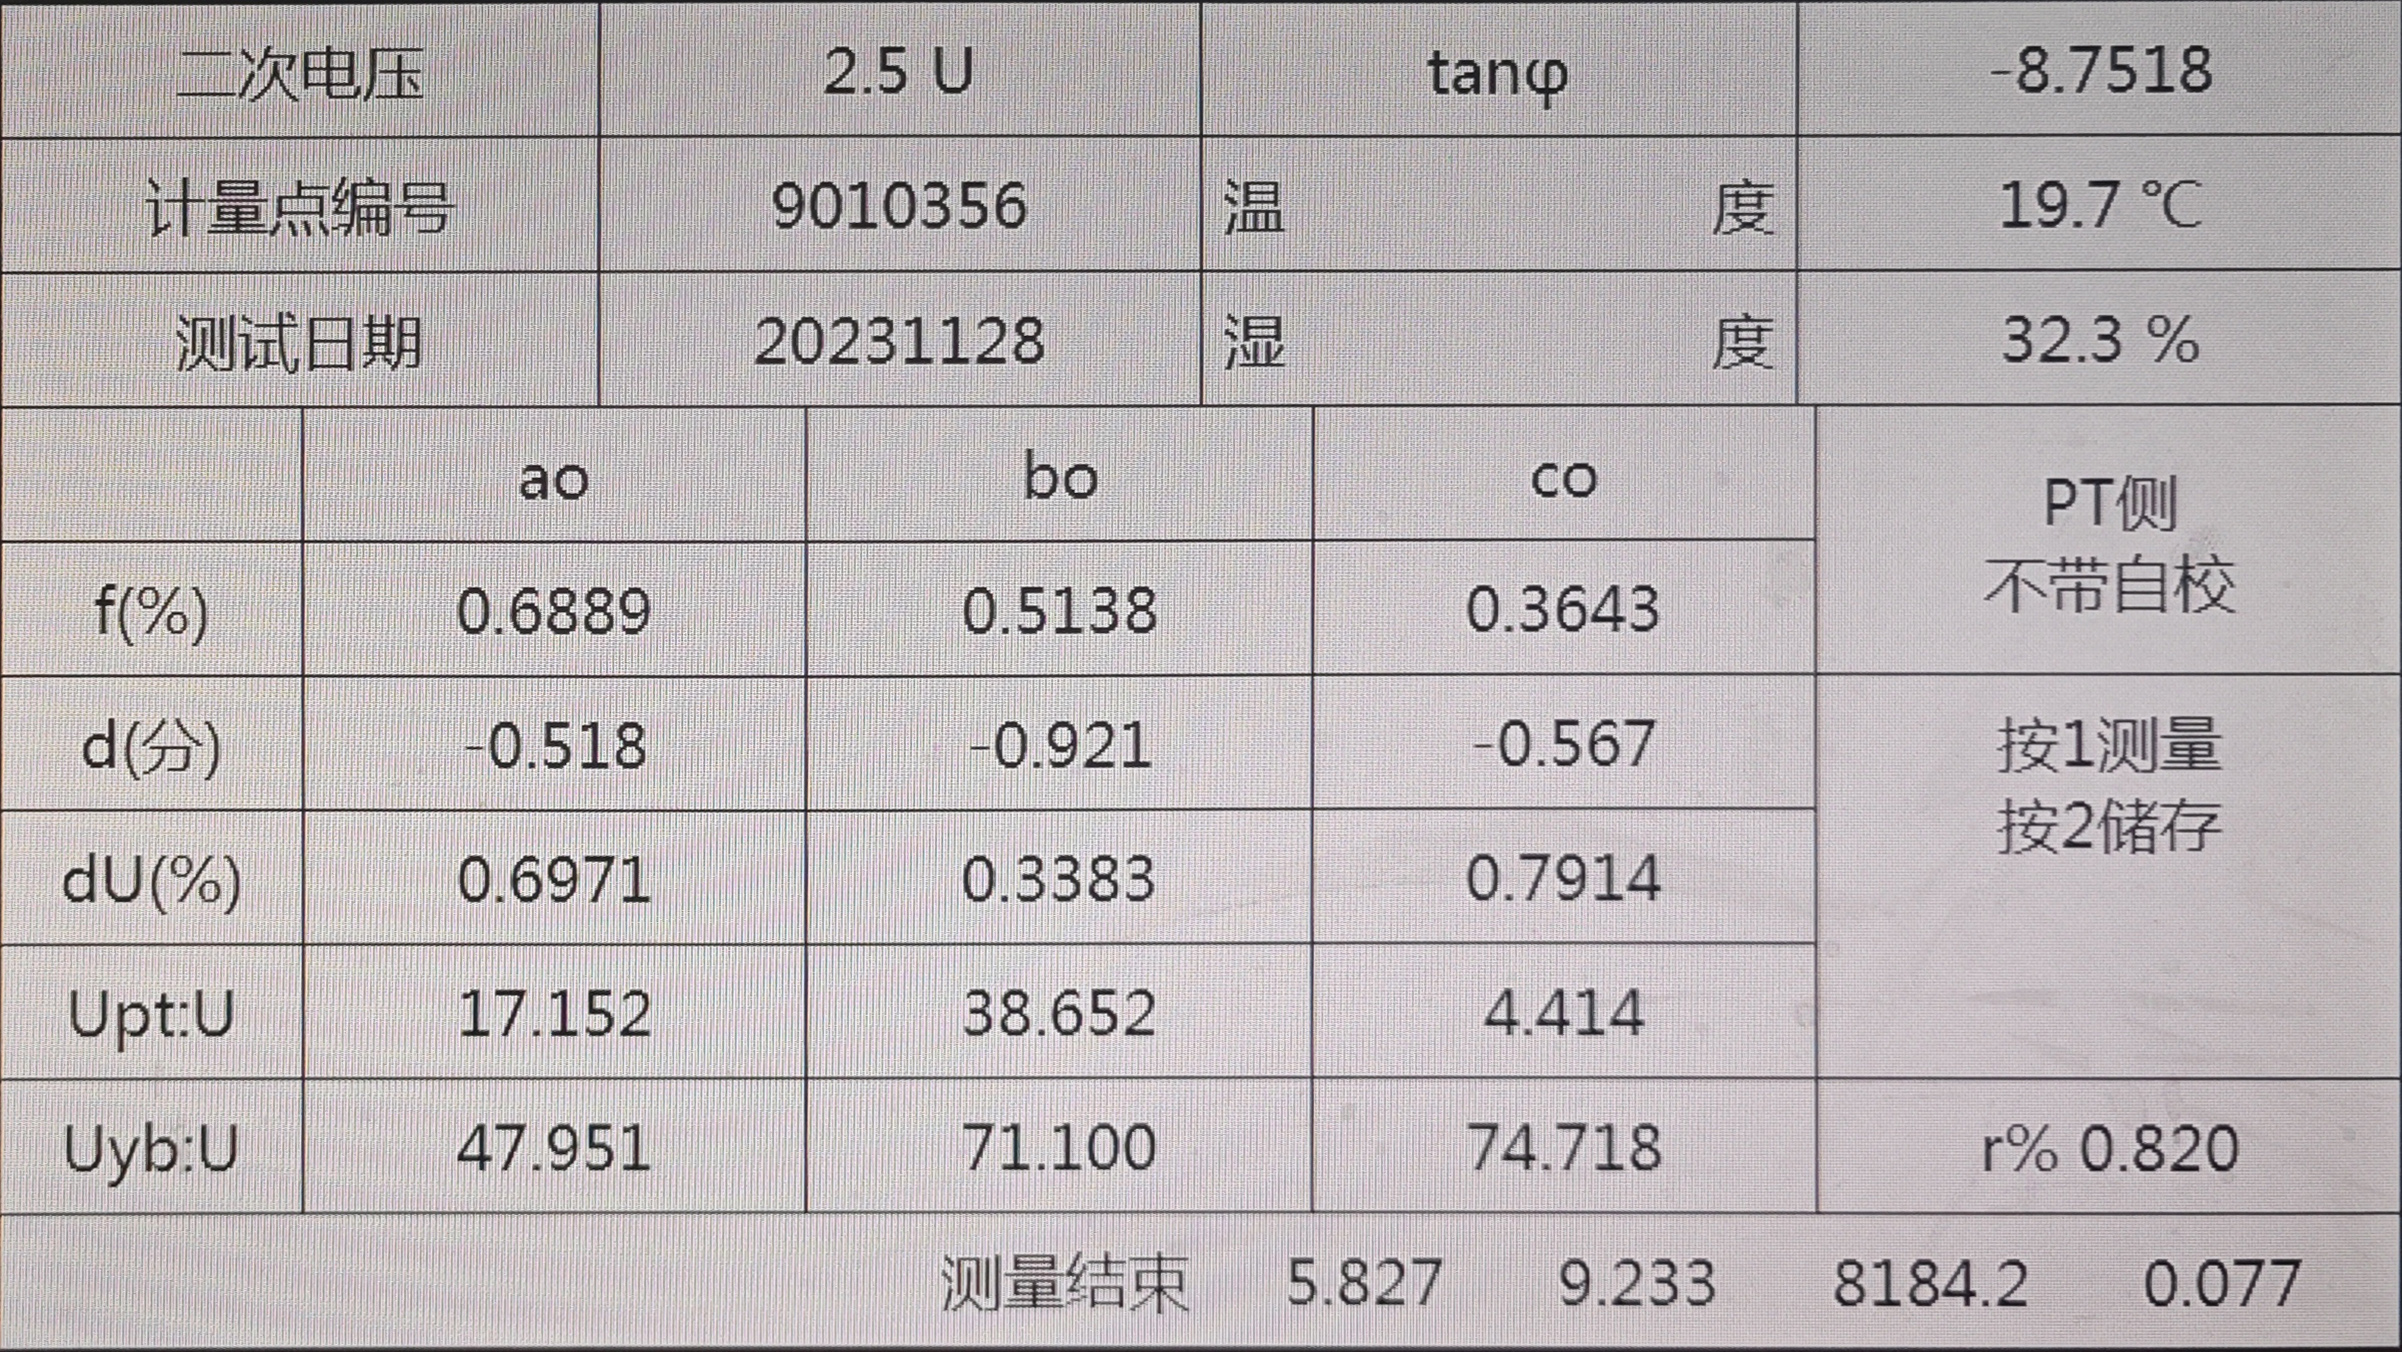 二次电压 2.5 U tanφ -8.7518
计量点编号 9010356 温 度 19.7 ℃
测试日期 20231128 湿 度 32.3 %
ao bo co
PT侧
不带自校
f(%) 0.6889 0.5138 0.3643
d(分) -0.518 -0.921 -0.567
按1测量
按2储存
dU(%) 0.6971 0.3383 0.7914
Upt:U 17.152 38.652 4.414
Uyb:U 47.951 71.100 74.718 r% 0.820
测量结束 5.827 9.233 8184.2 0.077